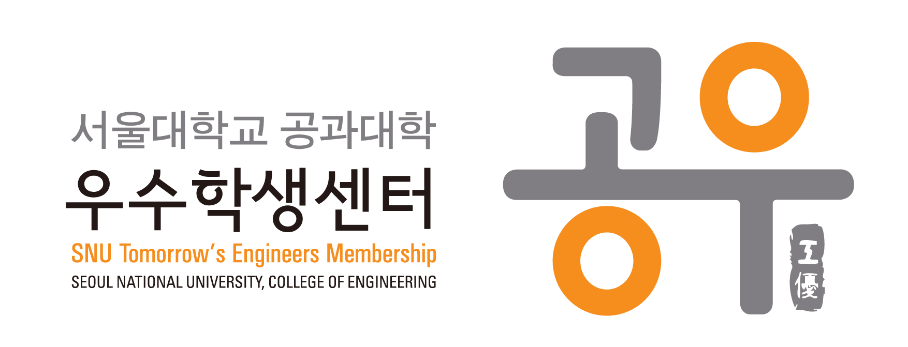 서울대학교 공과대학
우수학생센터
SNU Tomorrow's Engineers Membership
SEOUL NATIONAL UNIVERSITY, COLLEGE OF ENGINEERING
공우
工優